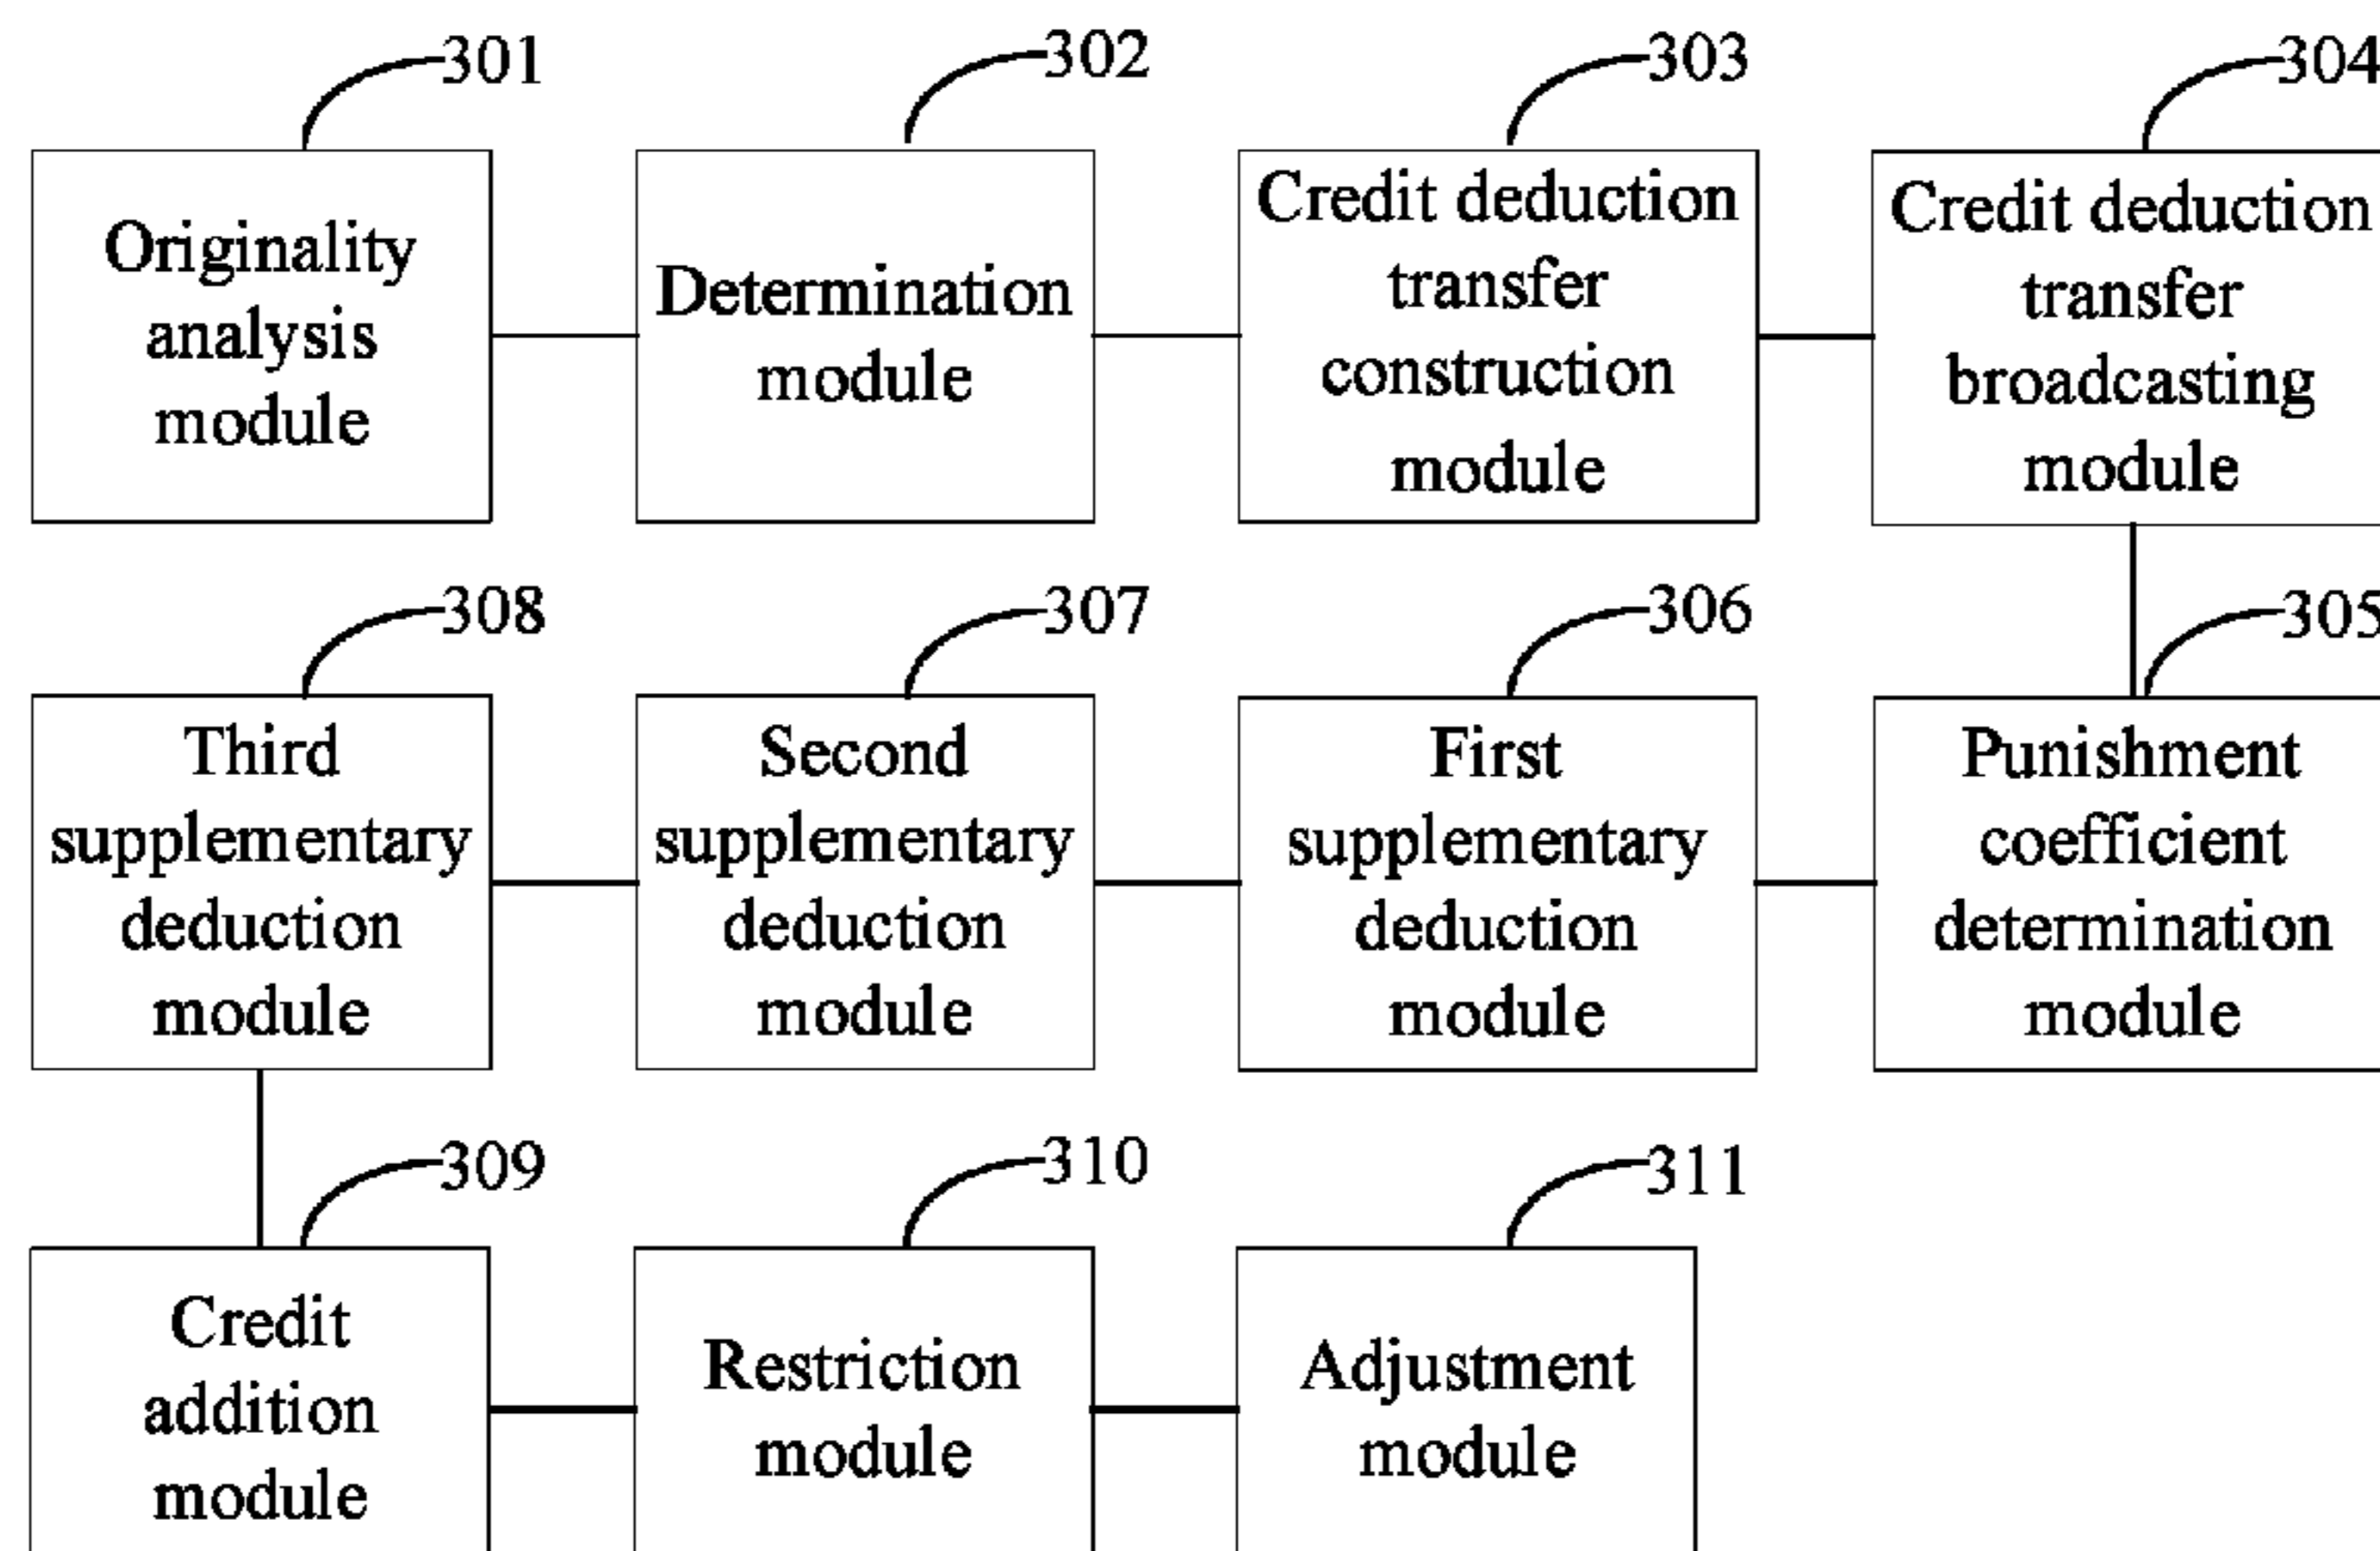 301
302
303
304
Originality
analysis
module
Determination
module
Credit deduction
transfer
construction
module
Credit deduction
transfer
broadcasting
module
308
307
306
305
Third
supplementary
deduction
module
Second
supplementary
deduction
module
First
supplementary
deduction
module
Punishment
coefficient
determination
module
309
310
311
Credit
addition
module
Restriction
module
Adjustment
module